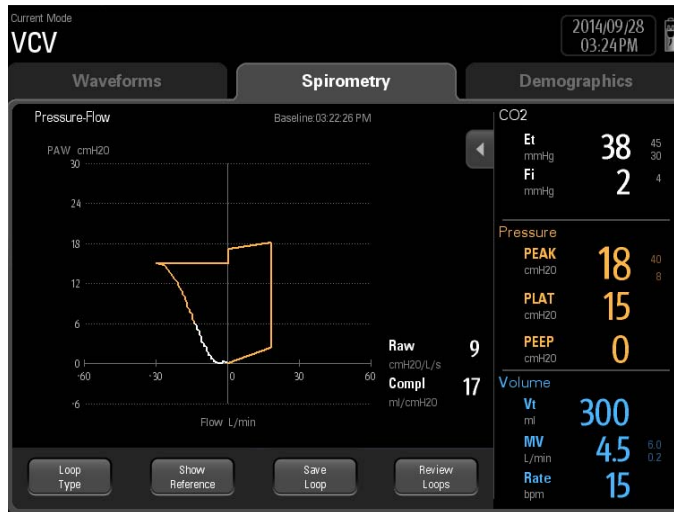 Current Mode
VCV
2014/09/28
03:24 PM
Waveforms
Spirometry
Demographics
Pressure-Flow
Baseline:03:22:26 PM
PAW cmH20
30
24
18
12
6
0
-6
-60
-30
0
30
60
Flow L/min
Raw 9
cmH20/L/s
Compl 17
ml/cmH20
CO2
Et 38 45
mmHg 30
Fi 2 4
mmHg
Pressure
PEAK 18 40
cmH20 8
PLAT 15
cmH20
PEEP 0
cmH20
Volume
Vt 300
ml
MV 4.5 6.0
L/min 0.2
Rate 15
bpm
Loop
Type
Show
Reference
Save
Loop
Review
Loops